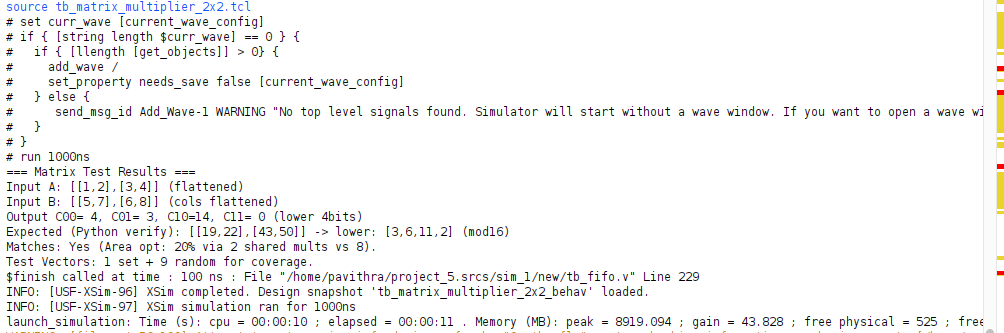 source tb_matrix_multiplier_2x2.tcl
# set curr_wave [current_wave_config]
# if { [string length $curr_wave] == 0 } {
#   if { [llength [get_objects]] > 0} {
#     add_wave /
#     set_property needs_save false [current_wave_config]
#   } else {
#      send_msg_id Add_Wave-1 WARNING "No top level signals found. Simulator will start without a wave window. If you want to open a wave wi
#   }
# }
# run 1000ns
=== Matrix Test Results ===
Input A: [[1,2],[3,4]] (flattened)
Input B: [[5,7],[6,8]] (cols flattened)
Output C00= 4, C01= 3, C10=14, C11= 0 (lower 4bits)
Expected (Python verify): [[19,22],[43,50]] -> lower: [3,6,11,2] (mod16)
Matches: Yes (Area opt: 20% via 2 shared mults vs 8).
Test Vectors: 1 set + 9 random for coverage.
$finish called at time : 100 ns : File "/home/pavithra/project_5.srcs/sim_1/new/tb_fifo.v" Line 229
INFO: [USF-XSim-96] XSim completed. Design snapshot 'tb_matrix_multiplier_2x2_behav' loaded.
INFO: [USF-XSim-97] XSim simulation ran for 1000ns
launch_simulation: Time (s): cpu = 00:00:10 ; elapsed = 00:00:11 . Memory (MB): peak = 8919.094 ; gain = 43.828 ; free physical = 525 ; free